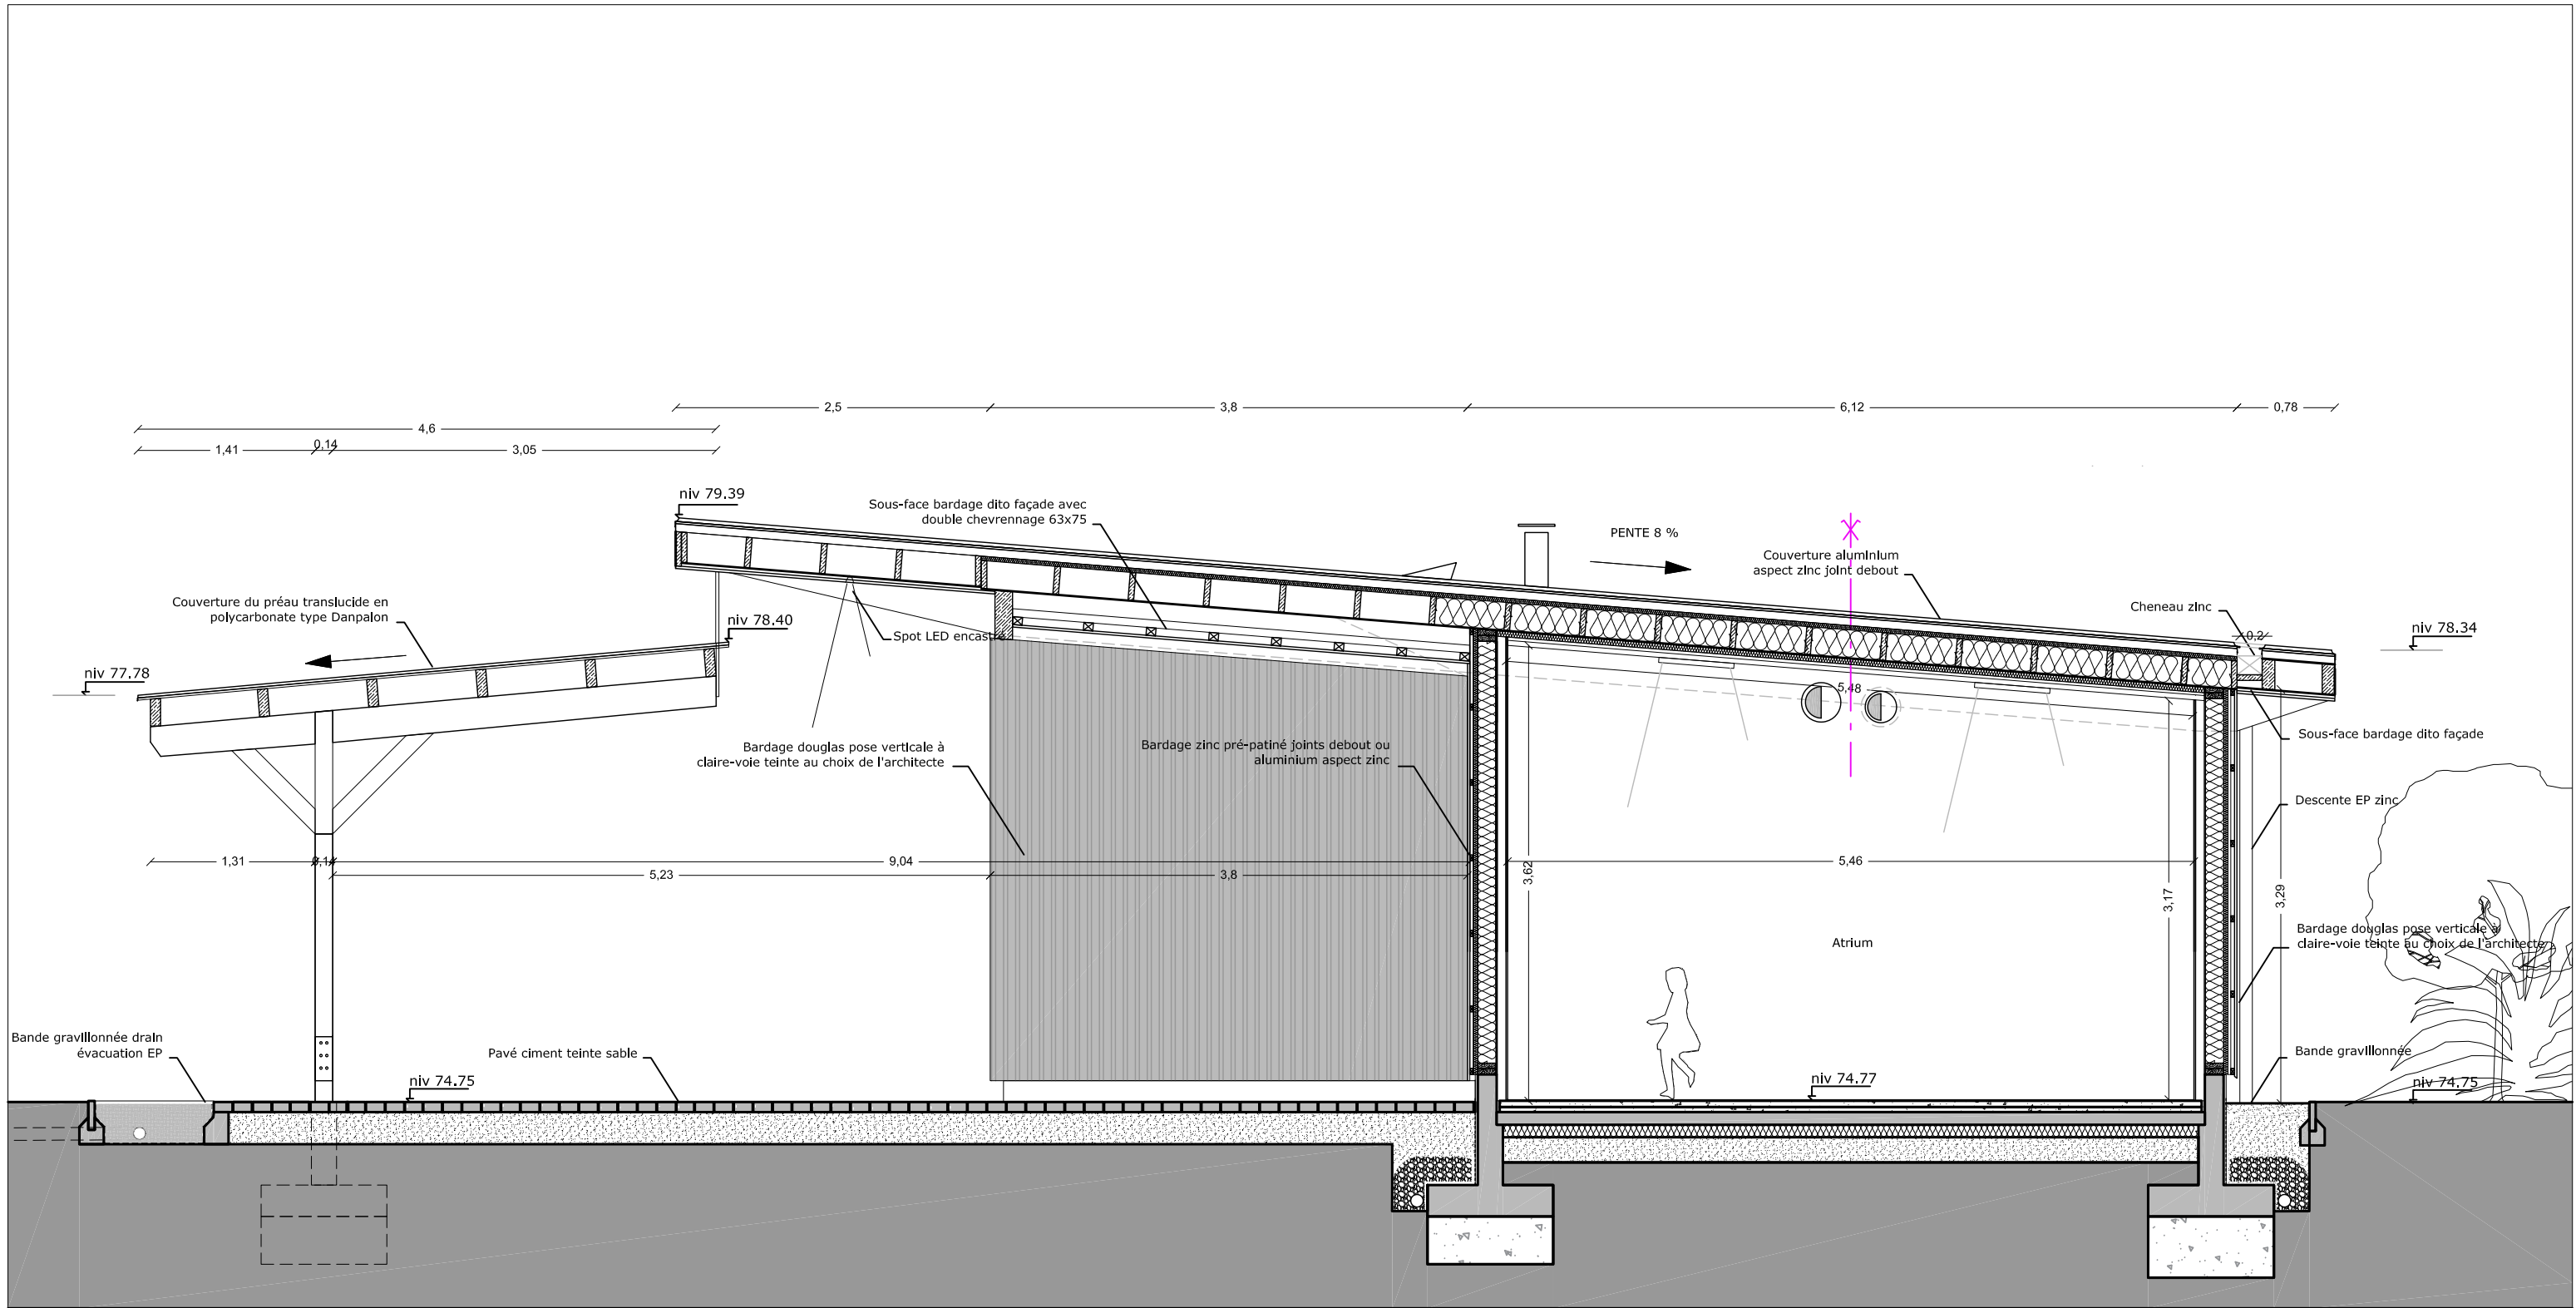 2,5
3,8
6,12
0,78
4,6
1,41
0,14
3,05
niv 79.39
Sous-face bardage dito façade avec
double chevrennage 63x75
PENTE 8 %
Couverture aluminium
aspect zinc joint debout
Couverture du préau translucide en
polycarbonate type Danpalon
niv 78.40
Spot LED encastré
Cheneau zinc
0,2
niv 78.34
niv 77.78
5,48
Bardage douglas pose verticale à
claire-voie teinte au choix de l'architecte
Bardage zinc pré-patiné joints debout ou
aluminium aspect zinc
Sous-face bardage dito façade
Descente EP zinc
1,31
0,14
9,04
5,46
5,23
3,8
3,62
3,17
3,29
Atrium
Bardage douglas pose verticale à
claire-voie teinte au choix de l'architecte
Bande gravillonnée drain
évacuation EP
Pavé ciment teinte sable
Bande gravillonnée
niv 74.75
niv 74.77
niv 74.75